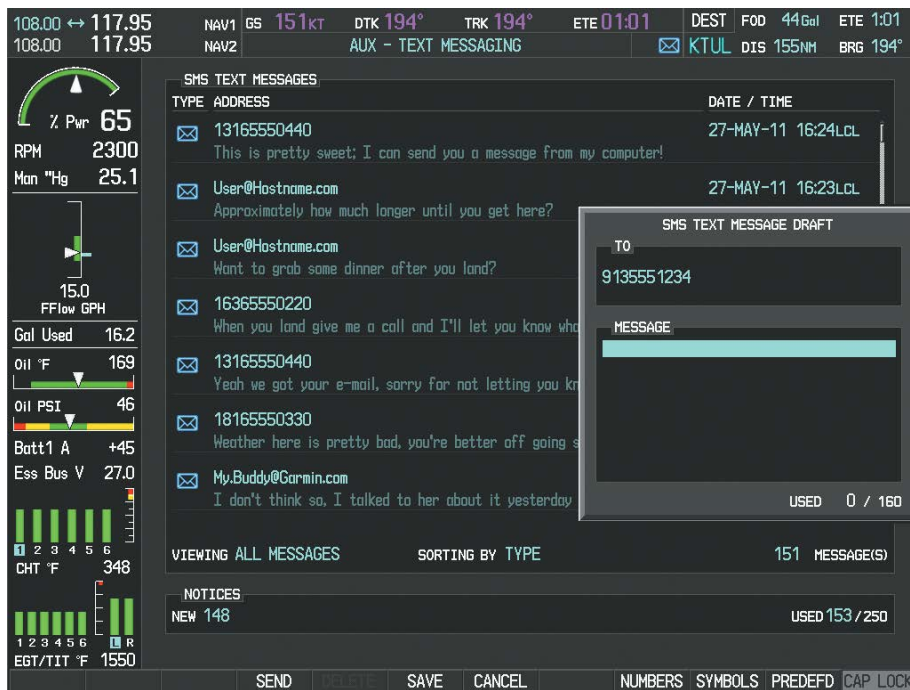 108.00 ↔ 117.95 NAV1 GS 151KT DTK 194° TRK 194° ETE 01:01 DEST FOD 44Gal ETE 1:01
108.00 117.95 NAV2 AUX - TEXT MESSAGING KTUL DIS 155NM BRG 194°
% Pwr 65
RPM 2300
Man "Hg 25.1
15.0
FFlow GPH
Gal Used 16.2
Oil °F 169
Oil PSI 46
Batt1 A +45
Ess Bus V 27.0
1 2 3 4 5 6
CHT °F 348
1 2 3 4 5 6 L R
EGT/TIT °F 1550
SMS TEXT MESSAGES
TYPE ADDRESS DATE / TIME
13165550440 27-MAY-11 16:24LCL
This is pretty sweet; I can send you a message from my computer!
User@Hostname.com 27-MAY-11 16:23LCL
Approximately how much longer until you get here?
User@Hostname.com
Want to grab some dinner after you land?
16365550220
When you land give me a call and I'll let you know
13165550440
Yeah we got your e-mail, sorry for not letting you
18165550330
Weather here is pretty bad, you're better off going
My.Buddy@Garmin.com
I don't think so, I talked to her about it yesterday
SMS TEXT MESSAGE DRAFT
TO
9135551234
MESSAGE
USED 0 / 160
VIEWING ALL MESSAGES SORTING BY TYPE 151 MESSAGE(S)
NOTICES
NEW 148 USED 153 / 250
SEND DELETE SAVE CANCEL NUMBERS SYMBOLS PREDEFD CAP LOCK